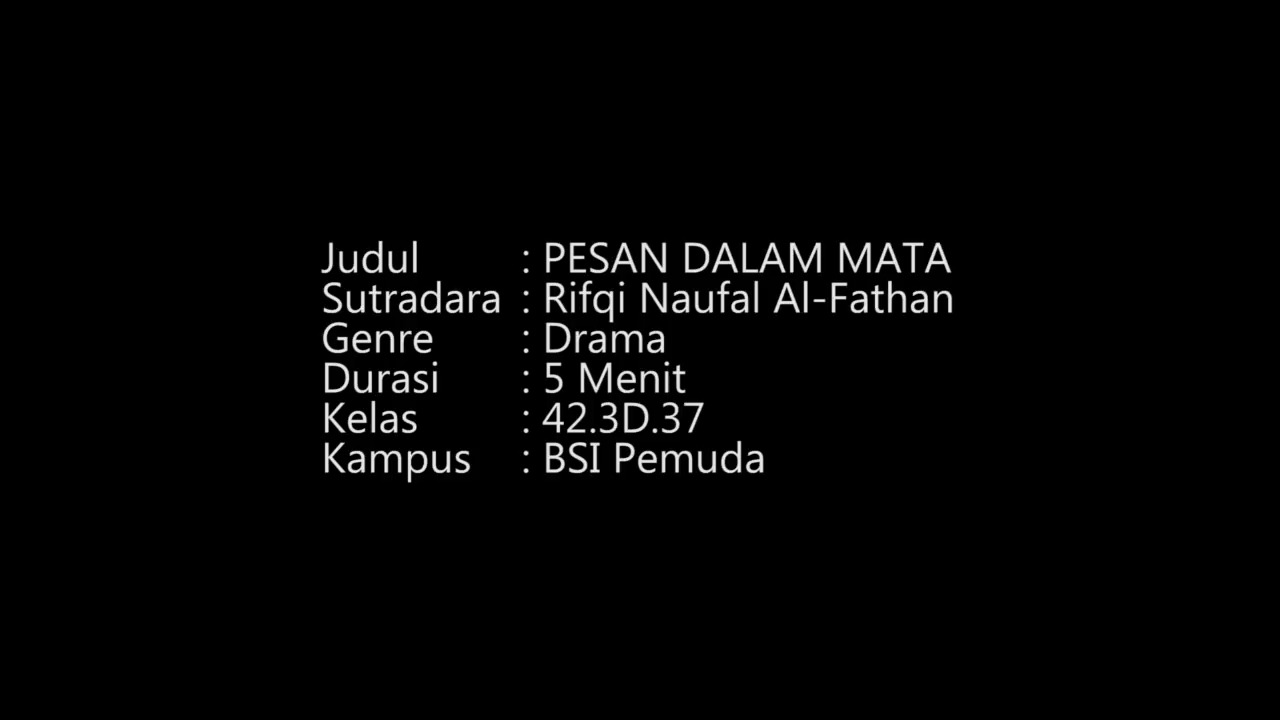 Judul : PESAN DALAM MATA
Sutradara : Rifqi Naufal Al-Fathan
Genre : Drama
Durasi : 5 Menit
Kelas : 42.3D.37
Kampus : BSI Pemuda